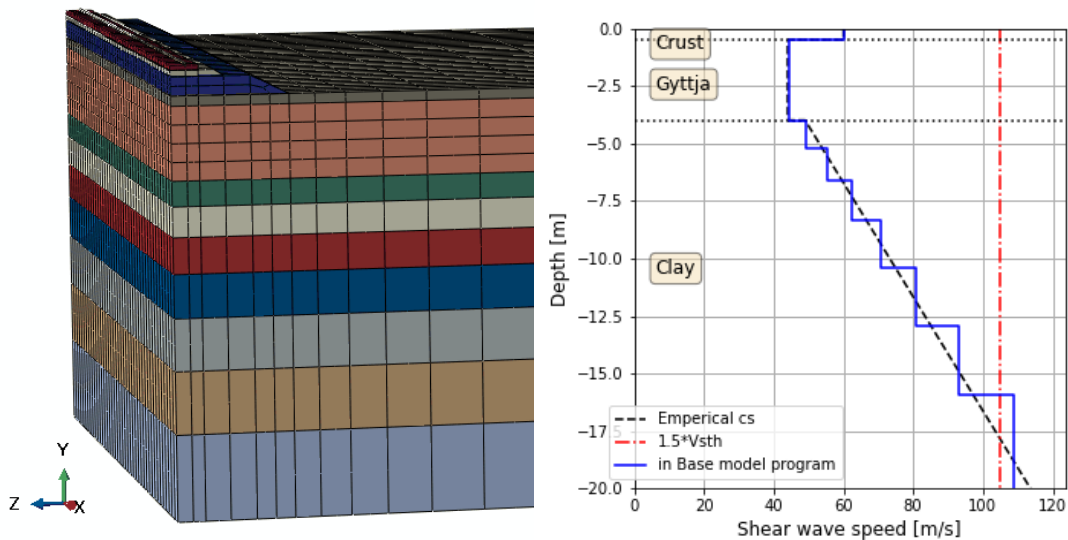 Y
Z
X
0.0
-2.5
-5.0
-7.5
-10.0
-12.5
-15.0
-17.5
-20.0
Depth [m]
Crust
Gyttja
Clay
Emperical cs
1.5*Vsth
in Base model program
0 20 40 60 80 100 120
Shear wave speed [m/s]